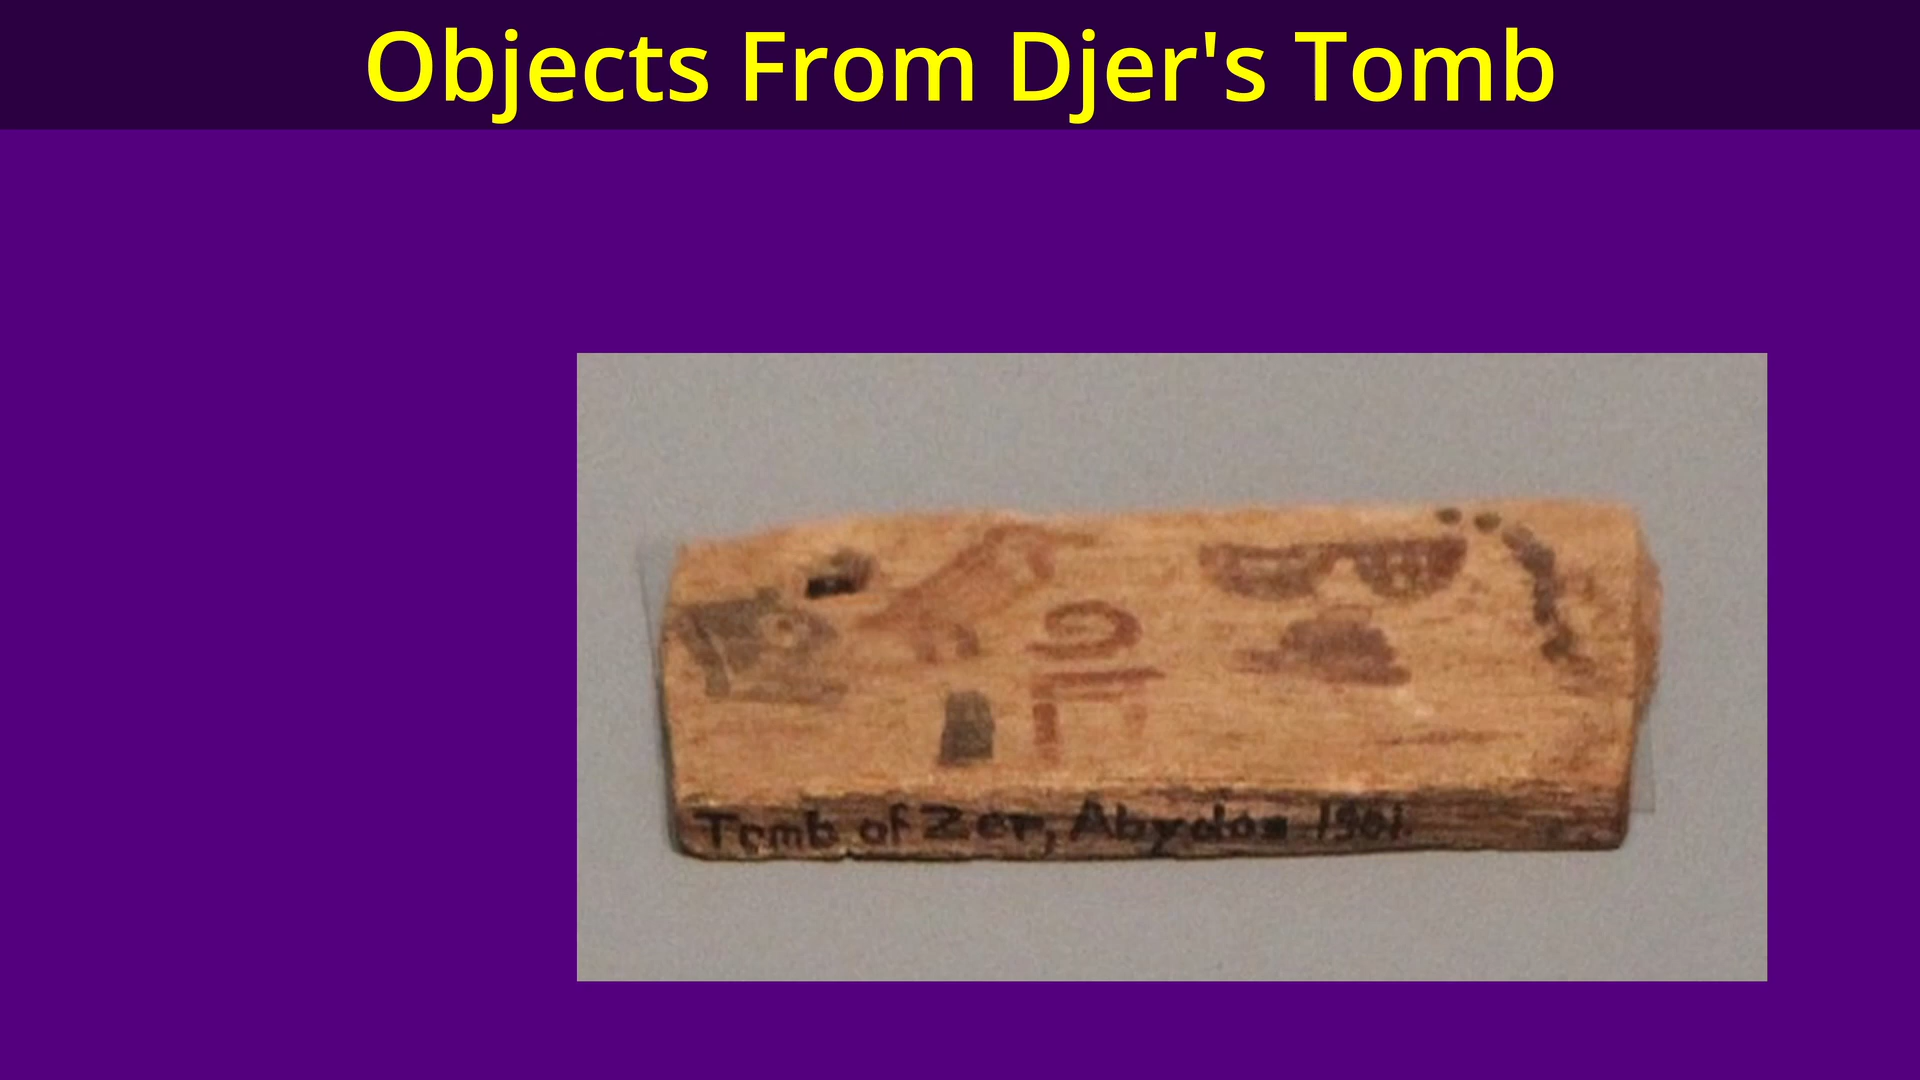 Objects From Djer's Tomb
Tomb of Zer, Abydos 1901.